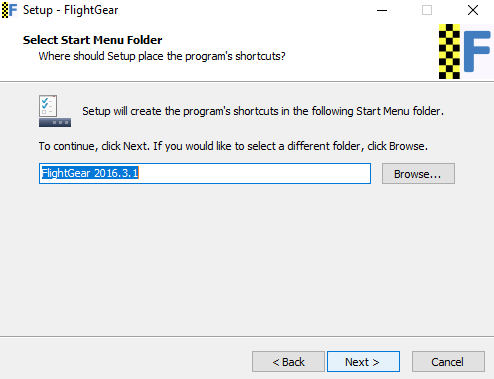 Setup - FlightGear
Select Start Menu Folder
Where should Setup place the program's shortcuts?
F
Setup will create the program's shortcuts in the following Start Menu folder.
To continue, click Next. If you would like to select a different folder, click Browse.
FlightGear 2016.3.1
Browse...
< Back
Next >
Cancel